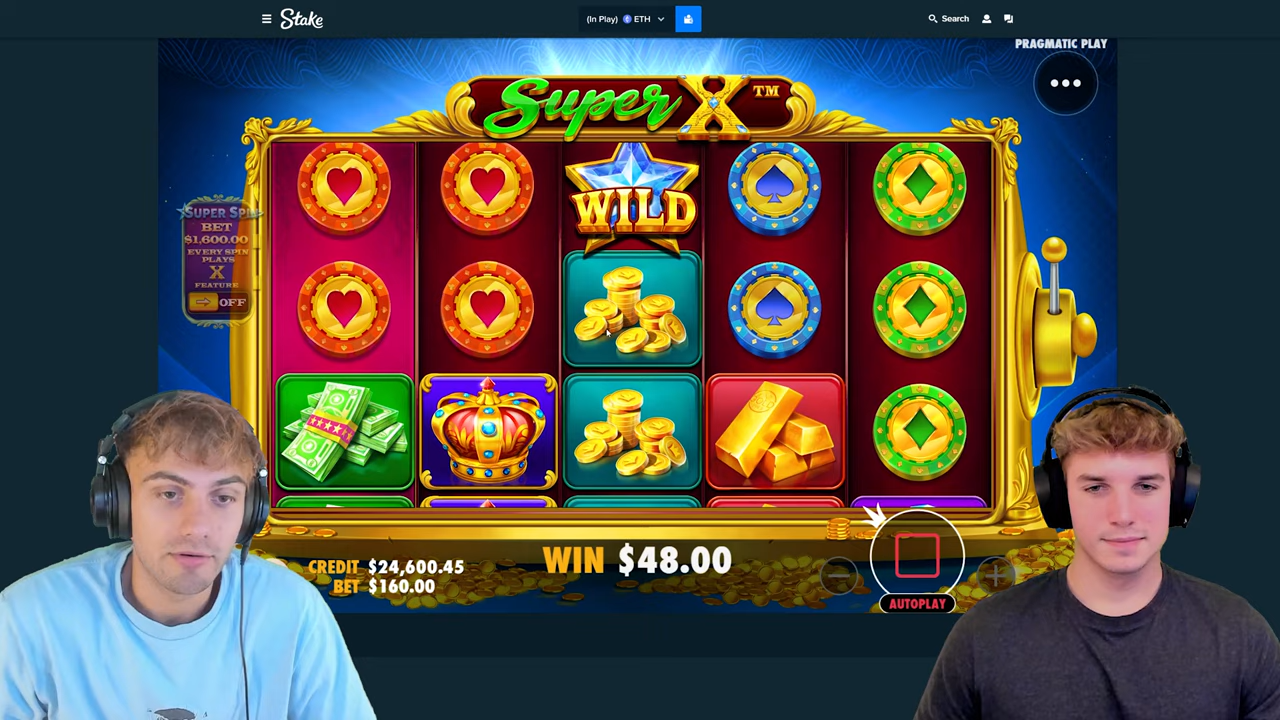 Stake
(In Play) ETH
Search
PRAGMATIC PLAY
Super X™
WILD
SUPER SPIN
BET
$1,600.00
EVERY SPIN
PLAYS
X
FEATURE
OFF
WIN $48.00
CREDIT $24,600.45
BET $160.00
AUTOPLAY